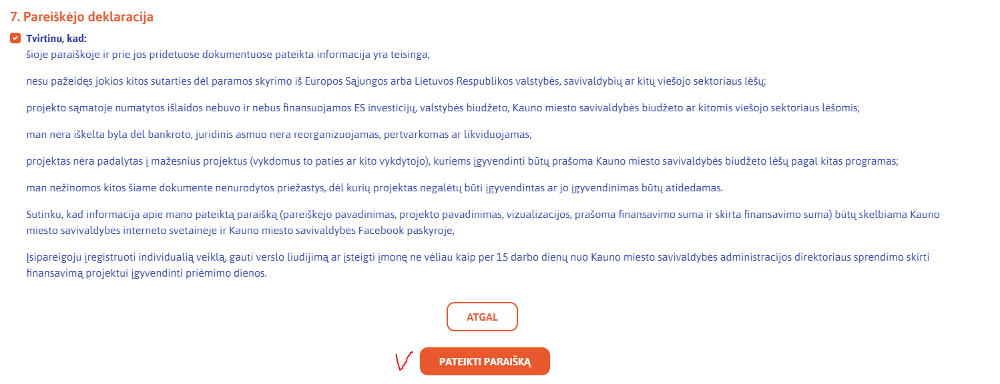 7. Pareiškėjo deklaracija
Tvirtinu, kad:
šioje paraiškoje ir prie jos pridėtuose dokumentuose pateikta informacija yra teisinga;
nesu pažeidęs jokios kitos sutarties dėl paramos skyrimo iš Europos Sąjungos arba Lietuvos Respublikos valstybės, savivaldybių ar kitų viešojo sektoriaus lėšų;
projekto sąmatoje numatytos išlaidos nebuvo ir nebus finansuojamos ES investicijų, valstybės biudžeto, Kauno miesto savivaldybės biudžeto ar kitomis viešojo sektoriaus lėšomis;
man nėra iškelta byla dėl bankroto, juridinis asmuo nėra reorganizuojamas, pertvarkomas ar likviduojamas;
projektas nėra padalytas į mažesnius projektus (vykdomus to paties ar kito vykdytojo), kuriems įgyvendinti būtų prašoma Kauno miesto savivaldybės biudžeto lėšų pagal kitas programas;
man nežinomos kitos šiame dokumente nenurodytos priežastys, dėl kurių projektas negalėtų būti įgyvendintas ar jo įgyvendinimas būtų atidedamas.
Sutinku, kad informacija apie mano pateiktą paraišką (pareiškėjo pavadinimas, projekto pavadinimas, vizualizacijos, prašoma finansavimo suma ir skirta finansavimo suma) būtų skelbiama Kauno
miesto savivaldybės interneto svetainėje ir Kauno miesto savivaldybės Facebook paskyroje;
Įsipareigoju įregistruoti individualią veiklą, gauti verslo liudijimą ar įsteigti įmonę ne vėliau kaip per 15 darbo dienų nuo Kauno miesto savivaldybės administracijos direktoriaus sprendimo skirti
finansavimą projektui įgyvendinti priėmimo dienos.
ATGAL
PATEIKTI PARAIŠKĄ